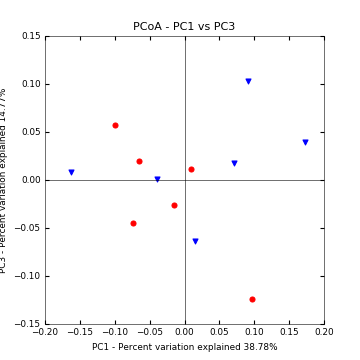 PCoA - PC1 vs PC3
0.15
0.10
0.05
0.00
−0.05
−0.10
−0.15
PC3 - Percent variation explained 14.77%
−0.20 −0.15 −0.10 −0.05 0.00 0.05 0.10 0.15 0.20
PC1 - Percent variation explained 38.78%